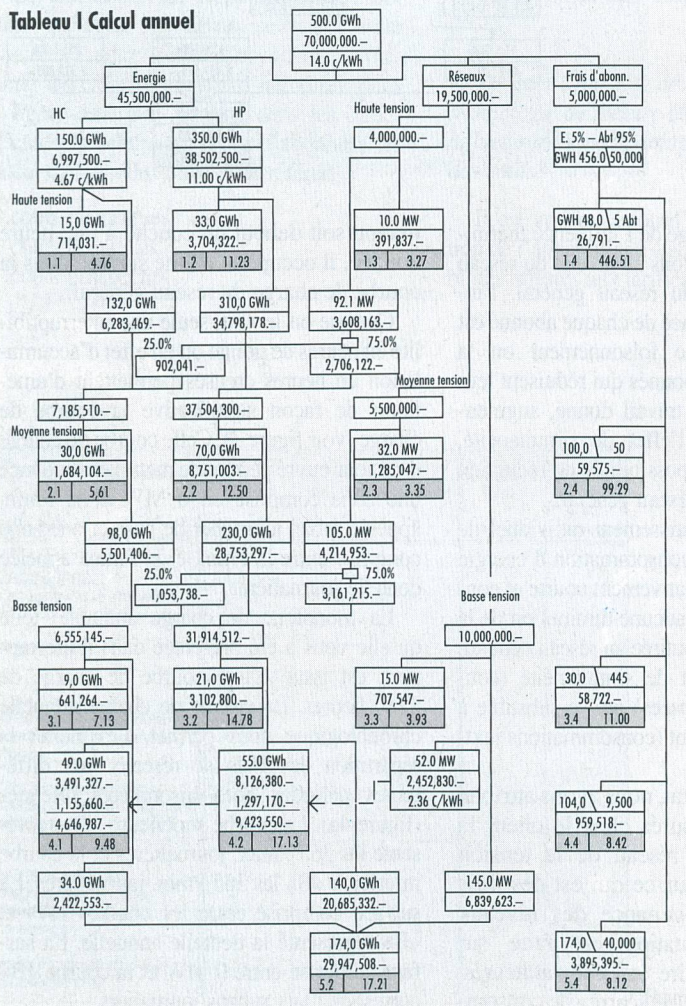 Tableau I Calcul annuel
500.0 GWh
70,000,000.–
14.0 c/kWh
Energie
45,500,000.–
Réseaux
19,500,000.–
Frais d'abonn.
5,000,000.–
HC
HP
Haute tension
150.0 GWh
6,997,500.–
4.67 c/kWh
350.0 GWh
38,502,500.–
11.00 c/kWh
4,000,000.–
E. 5% – Abt 95%
GWH 456.0\50,000
Haute tension
15,0 GWh
714,031.–
1.1 4.76
33,0 GWh
3,704,322.–
1.2 11.23
10.0 MW
391,837.–
1.3 3.27
GWH 48,0 \ 5 Abt
26,791.–
1.4 446.51
132,0 GWh
6,283,469.–
310,0 GWh
34,798,178.–
92.1 MW
3,608,163.–
25.0%
75.0%
902,041.–
2,706,122.–
Moyenne tension
7,185,510.–
37,504,300.–
5,500,000.–
Moyenne tension
30,0 GWh
1,684,104.–
2.1 5,61
70,0 GWh
8,751,003.–
2.2 12.50
32.0 MW
1,285,047.–
2.3 3.35
100,0 \ 50
59,575.–
2.4 99.29
98,0 GWh
5,501,406.–
230,0 GWh
28,753,297.–
105.0 MW
4,214,953.–
25.0%
75.0%
1,053,738.–
3,161,215.–
Basse tension
Basse tension
6,555,145.–
31,914,512.–
10,000,000.–
9,0 GWh
641,264.–
3.1 7.13
21,0 GWh
3,102,800.–
3.2 14.78
15.0 MW
707,547.–
3.3 3.93
30,0 445
58,722.–
3.4 11.00
49.0 GWh
3,491,327.–
1,155,660.–
4,646,987.–
4.1 9.48
55.0 GWh
8,126,380.–
1,297,170.–
9,423,550.–
4.2 17.13
52.0 MW
2,452,830.–
2.36 C/kWh
104,0 \ 9,500
959,518.–
4.4 8.42
34.0 GWh
2,422,553.–
140,0 GWh
20,685,332.–
145.0 MW
6,839,623.–
174.0 GWh
29,947,508.–
5.2 17.21
174,0 \ 40,000
3,895,395.–
5.4 8.12